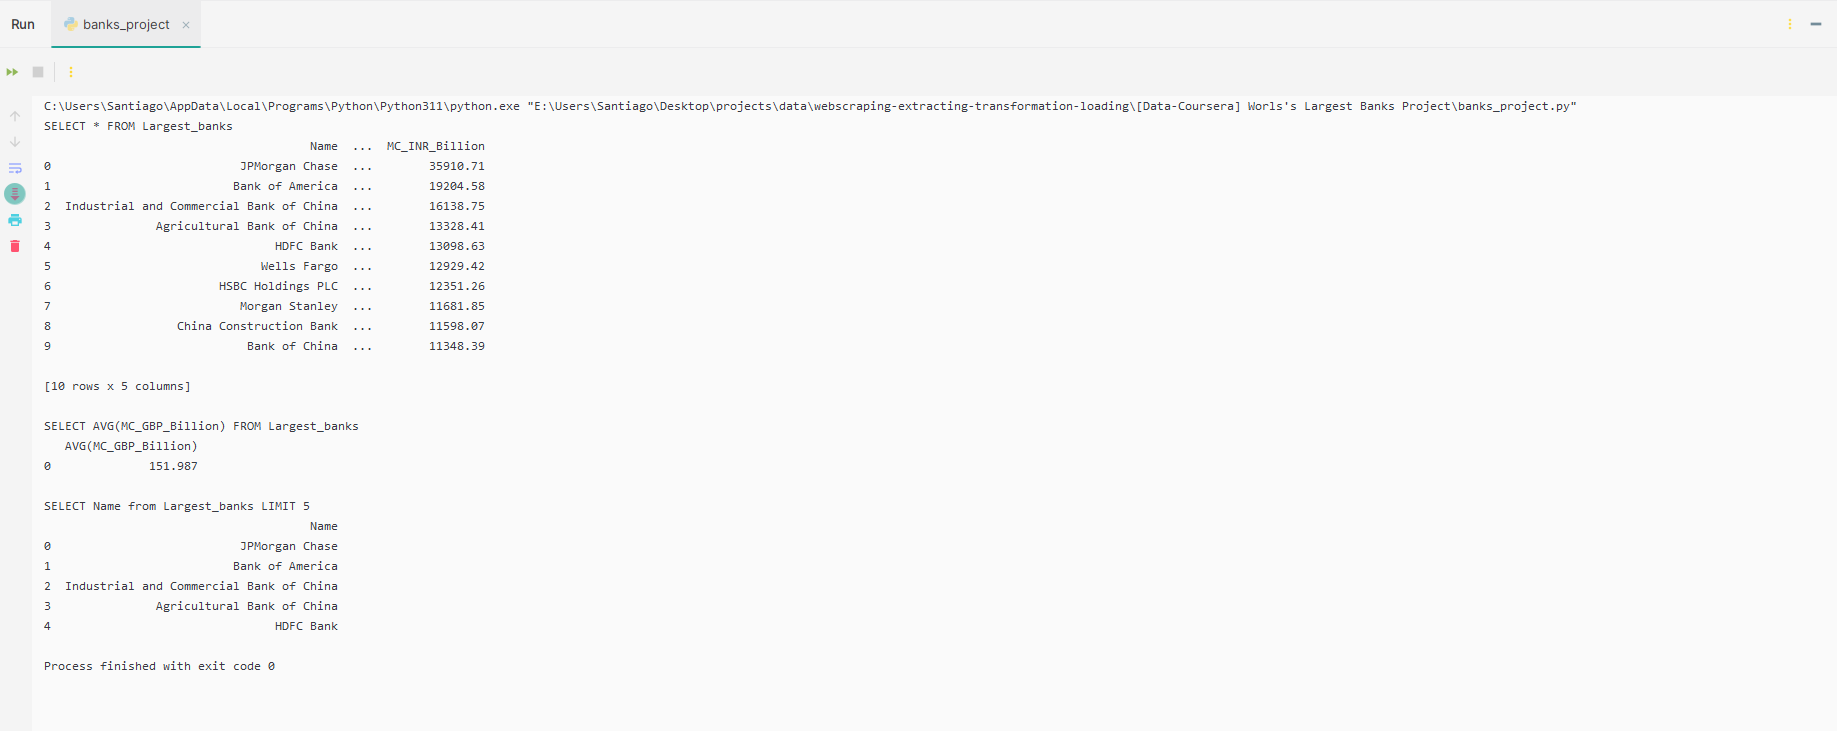 Run banks_project ×
C:\Users\Santiago\AppData\Local\Programs\Python\Python311\python.exe "E:\Users\Santiago\Desktop\projects\data\webscraping-extracting-transformation-loading\[Data-Coursera] Worls's Largest Banks Project\banks_project.py"
SELECT * FROM Largest_banks
Name ... MC_INR_Billion
0 JPMorgan Chase ... 35910.71
1 Bank of America ... 19204.58
2 Industrial and Commercial Bank of China ... 16138.75
3 Agricultural Bank of China ... 13328.41
4 HDFC Bank ... 13098.63
5 Wells Fargo ... 12929.42
6 HSBC Holdings PLC ... 12351.26
7 Morgan Stanley ... 11681.85
8 China Construction Bank ... 11598.07
9 Bank of China ... 11348.39
[10 rows x 5 columns]
SELECT AVG(MC_GBP_Billion) FROM Largest_banks
AVG(MC_GBP_Billion)
0 151.987
SELECT Name from Largest_banks LIMIT 5
Name
0 JPMorgan Chase
1 Bank of America
2 Industrial and Commercial Bank of China
3 Agricultural Bank of China
4 HDFC Bank
Process finished with exit code 0